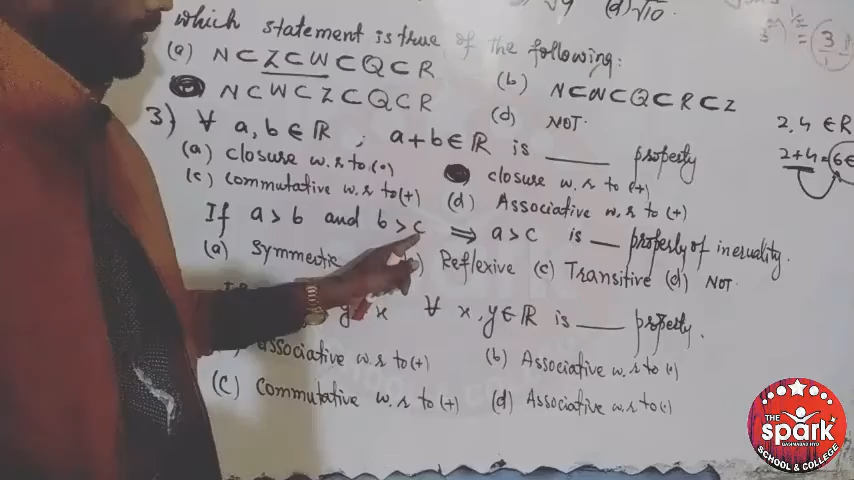 (d) √10.
which statement is true of the following:
(a) N ⊂ Z ⊂ W ⊂ Q ⊂ R
(b) N ⊂ W ⊂ Q ⊂ R ⊂ Z
N ⊂ W ⊂ Z ⊂ Q ⊂ R
(d) NOT.
3) ∀ a, b ∈ ℝ , a + b ∈ ℝ is ____ property
(a) closure w.r to (·)
closure w.r to (+)
(c) commutative w.r to (+)
(d) Associative w.r to (+)
If a > b and b > c ⟹ a > c is __ property of inequality.
(a) Symmetric
Reflexive (c) Transitive (d) NOT
x ∀ x, y ∈ ℝ is ____ property.
Associative w.r to (+)
(b) Associative w.r to (·)
(c) commutative w.r to (+)
(d) Associative w.r to (·)
2, 4 ∈ R
2+4 = 6 ∈
THE
spark
SCHOOL & COLLEGE